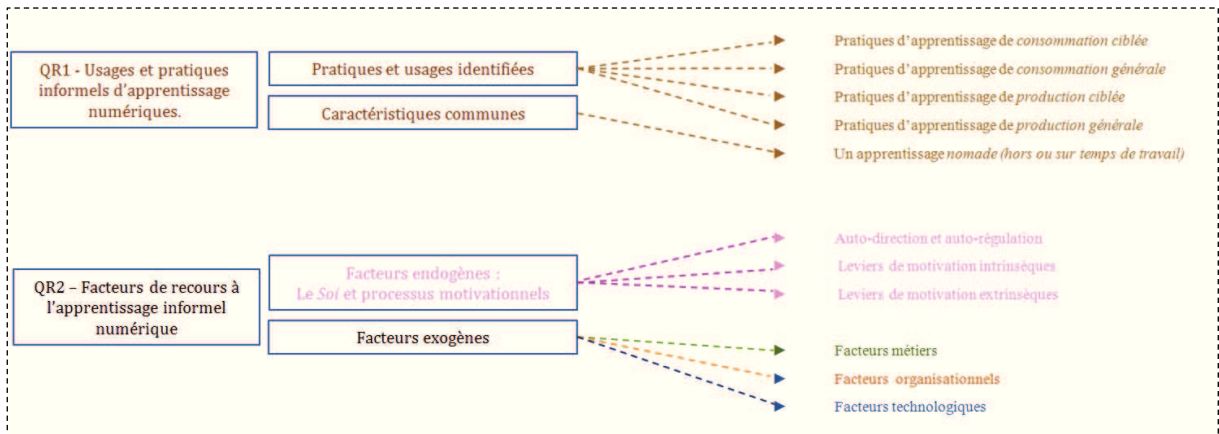 QR1 - Usages et pratiques
informels d'apprentissage
numériques.
Pratiques et usages identifiées
Caractéristiques communes
Pratiques d'apprentissage de consommation ciblée
Pratiques d'apprentissage de consommation générale
Pratiques d'apprentissage de production ciblée
Pratiques d'apprentissage de production générale
Un apprentissage nomade (hors ou sur temps de travail)
QR2 – Facteurs de recours à
l'apprentissage informel
numérique
Facteurs endogènes :
Le Soi et processus motivationnels
Facteurs exogènes
Auto-direction et auto-régulation
Leviers de motivation intrinsèques
Leviers de motivation extrinsèques
Facteurs métiers
Facteurs organisationnels
Facteurs technologiques